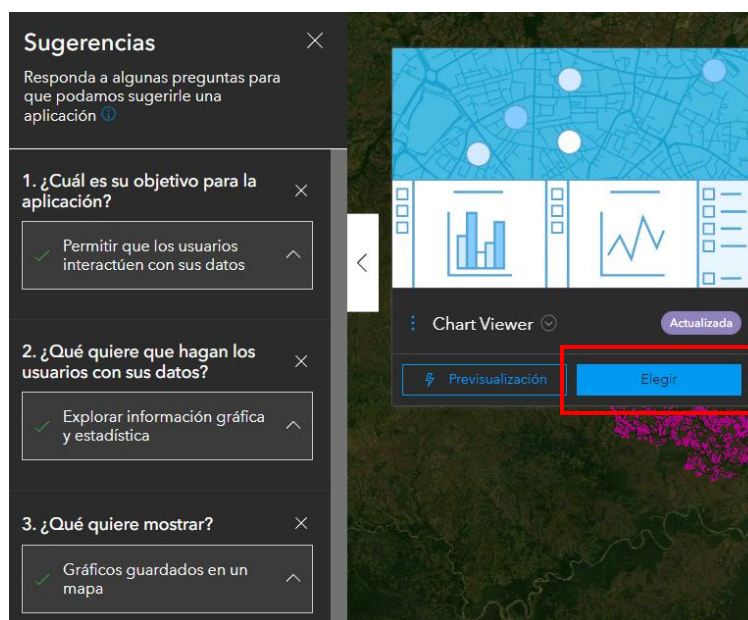 Sugerencias
Responda a algunas preguntas para
que podamos sugerirle una
aplicación
1. ¿Cuál es su objetivo para la
aplicación?
Permitir que los usuarios
interactúen con sus datos
2. ¿Qué quiere que hagan los
usuarios con sus datos?
Explorar información gráfica
y estadística
3. ¿Qué quiere mostrar?
Gráficos guardados en un
mapa
Chart Viewer
Actualizada
Previsualización
Elegir